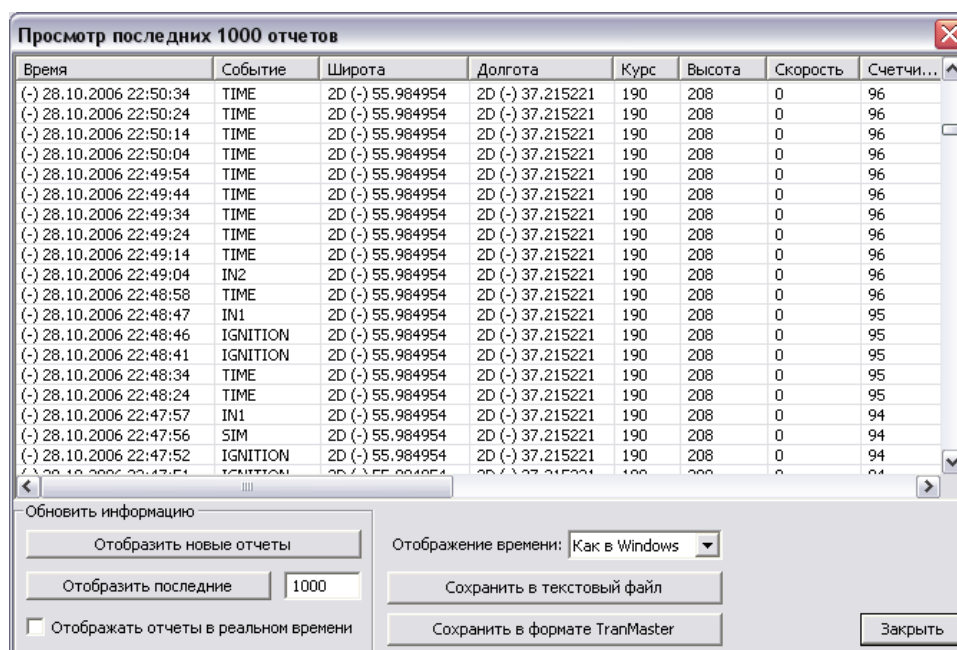 Просмотр последних 1000 отчетов
Время Событие Широта Долгота Курс Высота Скорость Счетчи...
(-) 28.10.2006 22:50:34 TIME 2D (-) 55.984954 2D (-) 37.215221 190 208 0 96
(-) 28.10.2006 22:50:24 TIME 2D (-) 55.984954 2D (-) 37.215221 190 208 0 96
(-) 28.10.2006 22:50:14 TIME 2D (-) 55.984954 2D (-) 37.215221 190 208 0 96
(-) 28.10.2006 22:50:04 TIME 2D (-) 55.984954 2D (-) 37.215221 190 208 0 96
(-) 28.10.2006 22:49:54 TIME 2D (-) 55.984954 2D (-) 37.215221 190 208 0 96
(-) 28.10.2006 22:49:44 TIME 2D (-) 55.984954 2D (-) 37.215221 190 208 0 96
(-) 28.10.2006 22:49:34 TIME 2D (-) 55.984954 2D (-) 37.215221 190 208 0 96
(-) 28.10.2006 22:49:24 TIME 2D (-) 55.984954 2D (-) 37.215221 190 208 0 96
(-) 28.10.2006 22:49:14 TIME 2D (-) 55.984954 2D (-) 37.215221 190 208 0 96
(-) 28.10.2006 22:49:04 IN2 2D (-) 55.984954 2D (-) 37.215221 190 208 0 96
(-) 28.10.2006 22:48:58 TIME 2D (-) 55.984954 2D (-) 37.215221 190 208 0 96
(-) 28.10.2006 22:48:47 IN1 2D (-) 55.984954 2D (-) 37.215221 190 208 0 95
(-) 28.10.2006 22:48:46 IGNITION 2D (-) 55.984954 2D (-) 37.215221 190 208 0 95
(-) 28.10.2006 22:48:41 IGNITION 2D (-) 55.984954 2D (-) 37.215221 190 208 0 95
(-) 28.10.2006 22:48:34 TIME 2D (-) 55.984954 2D (-) 37.215221 190 208 0 95
(-) 28.10.2006 22:48:24 TIME 2D (-) 55.984954 2D (-) 37.215221 190 208 0 95
(-) 28.10.2006 22:47:57 IN1 2D (-) 55.984954 2D (-) 37.215221 190 208 0 94
(-) 28.10.2006 22:47:56 SIM 2D (-) 55.984954 2D (-) 37.215221 190 208 0 94
(-) 28.10.2006 22:47:52 IGNITION 2D (-) 55.984954 2D (-) 37.215221 190 208 0 94
Обновить информацию
Отобразить новые отчеты
Отображение времени: Как в Windows
Отобразить последние 1000
Сохранить в текстовый файл
Отображать отчеты в реальном времени
Сохранить в формате TranMaster
Закрыть